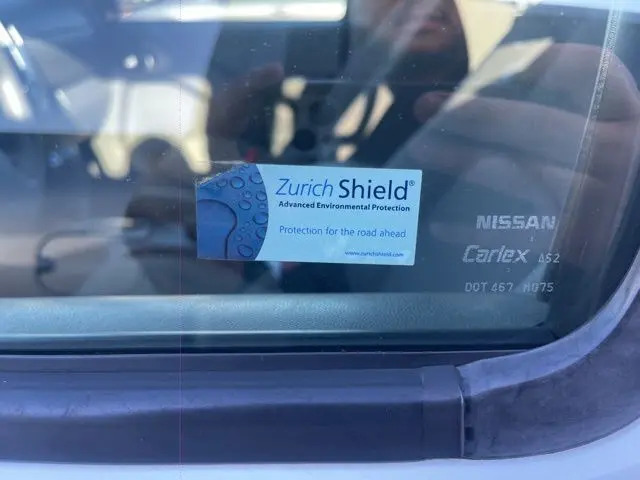 Zurich Shield®
Advanced Environmental Protection
Protection for the road ahead
www.zurichshield.com
NISSAN
Carlex AS2
DOT 467 M075